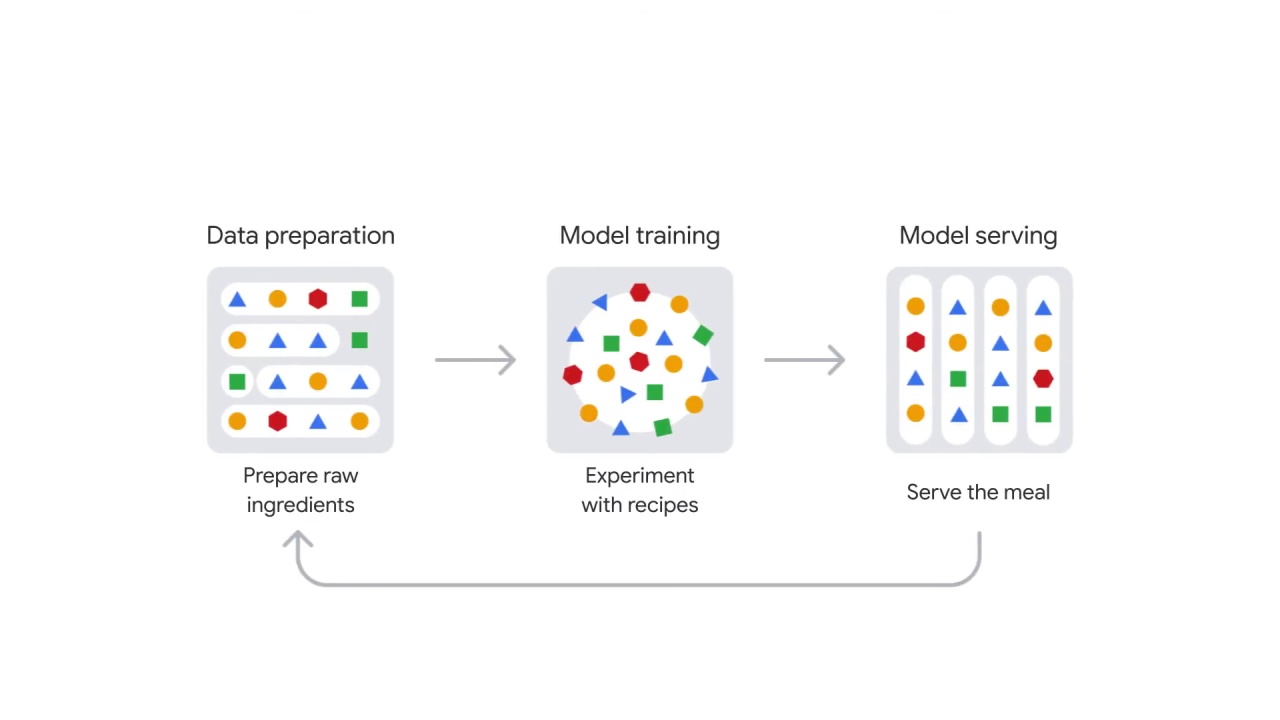 Data preparation
Model training
Model serving
Prepare raw
ingredients
Experiment
with recipes
Serve the meal